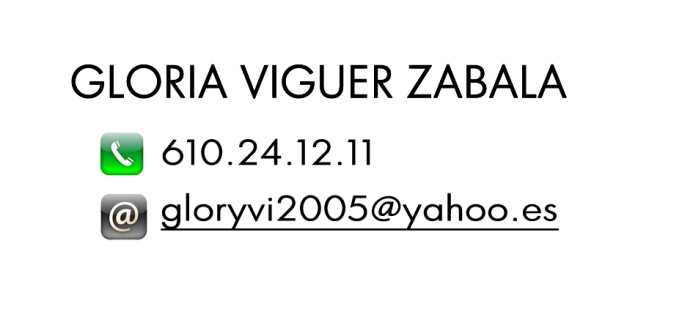 GLORIA VIGUER ZABALA
610.24.12.11
@ gloryvi2005@yahoo.es